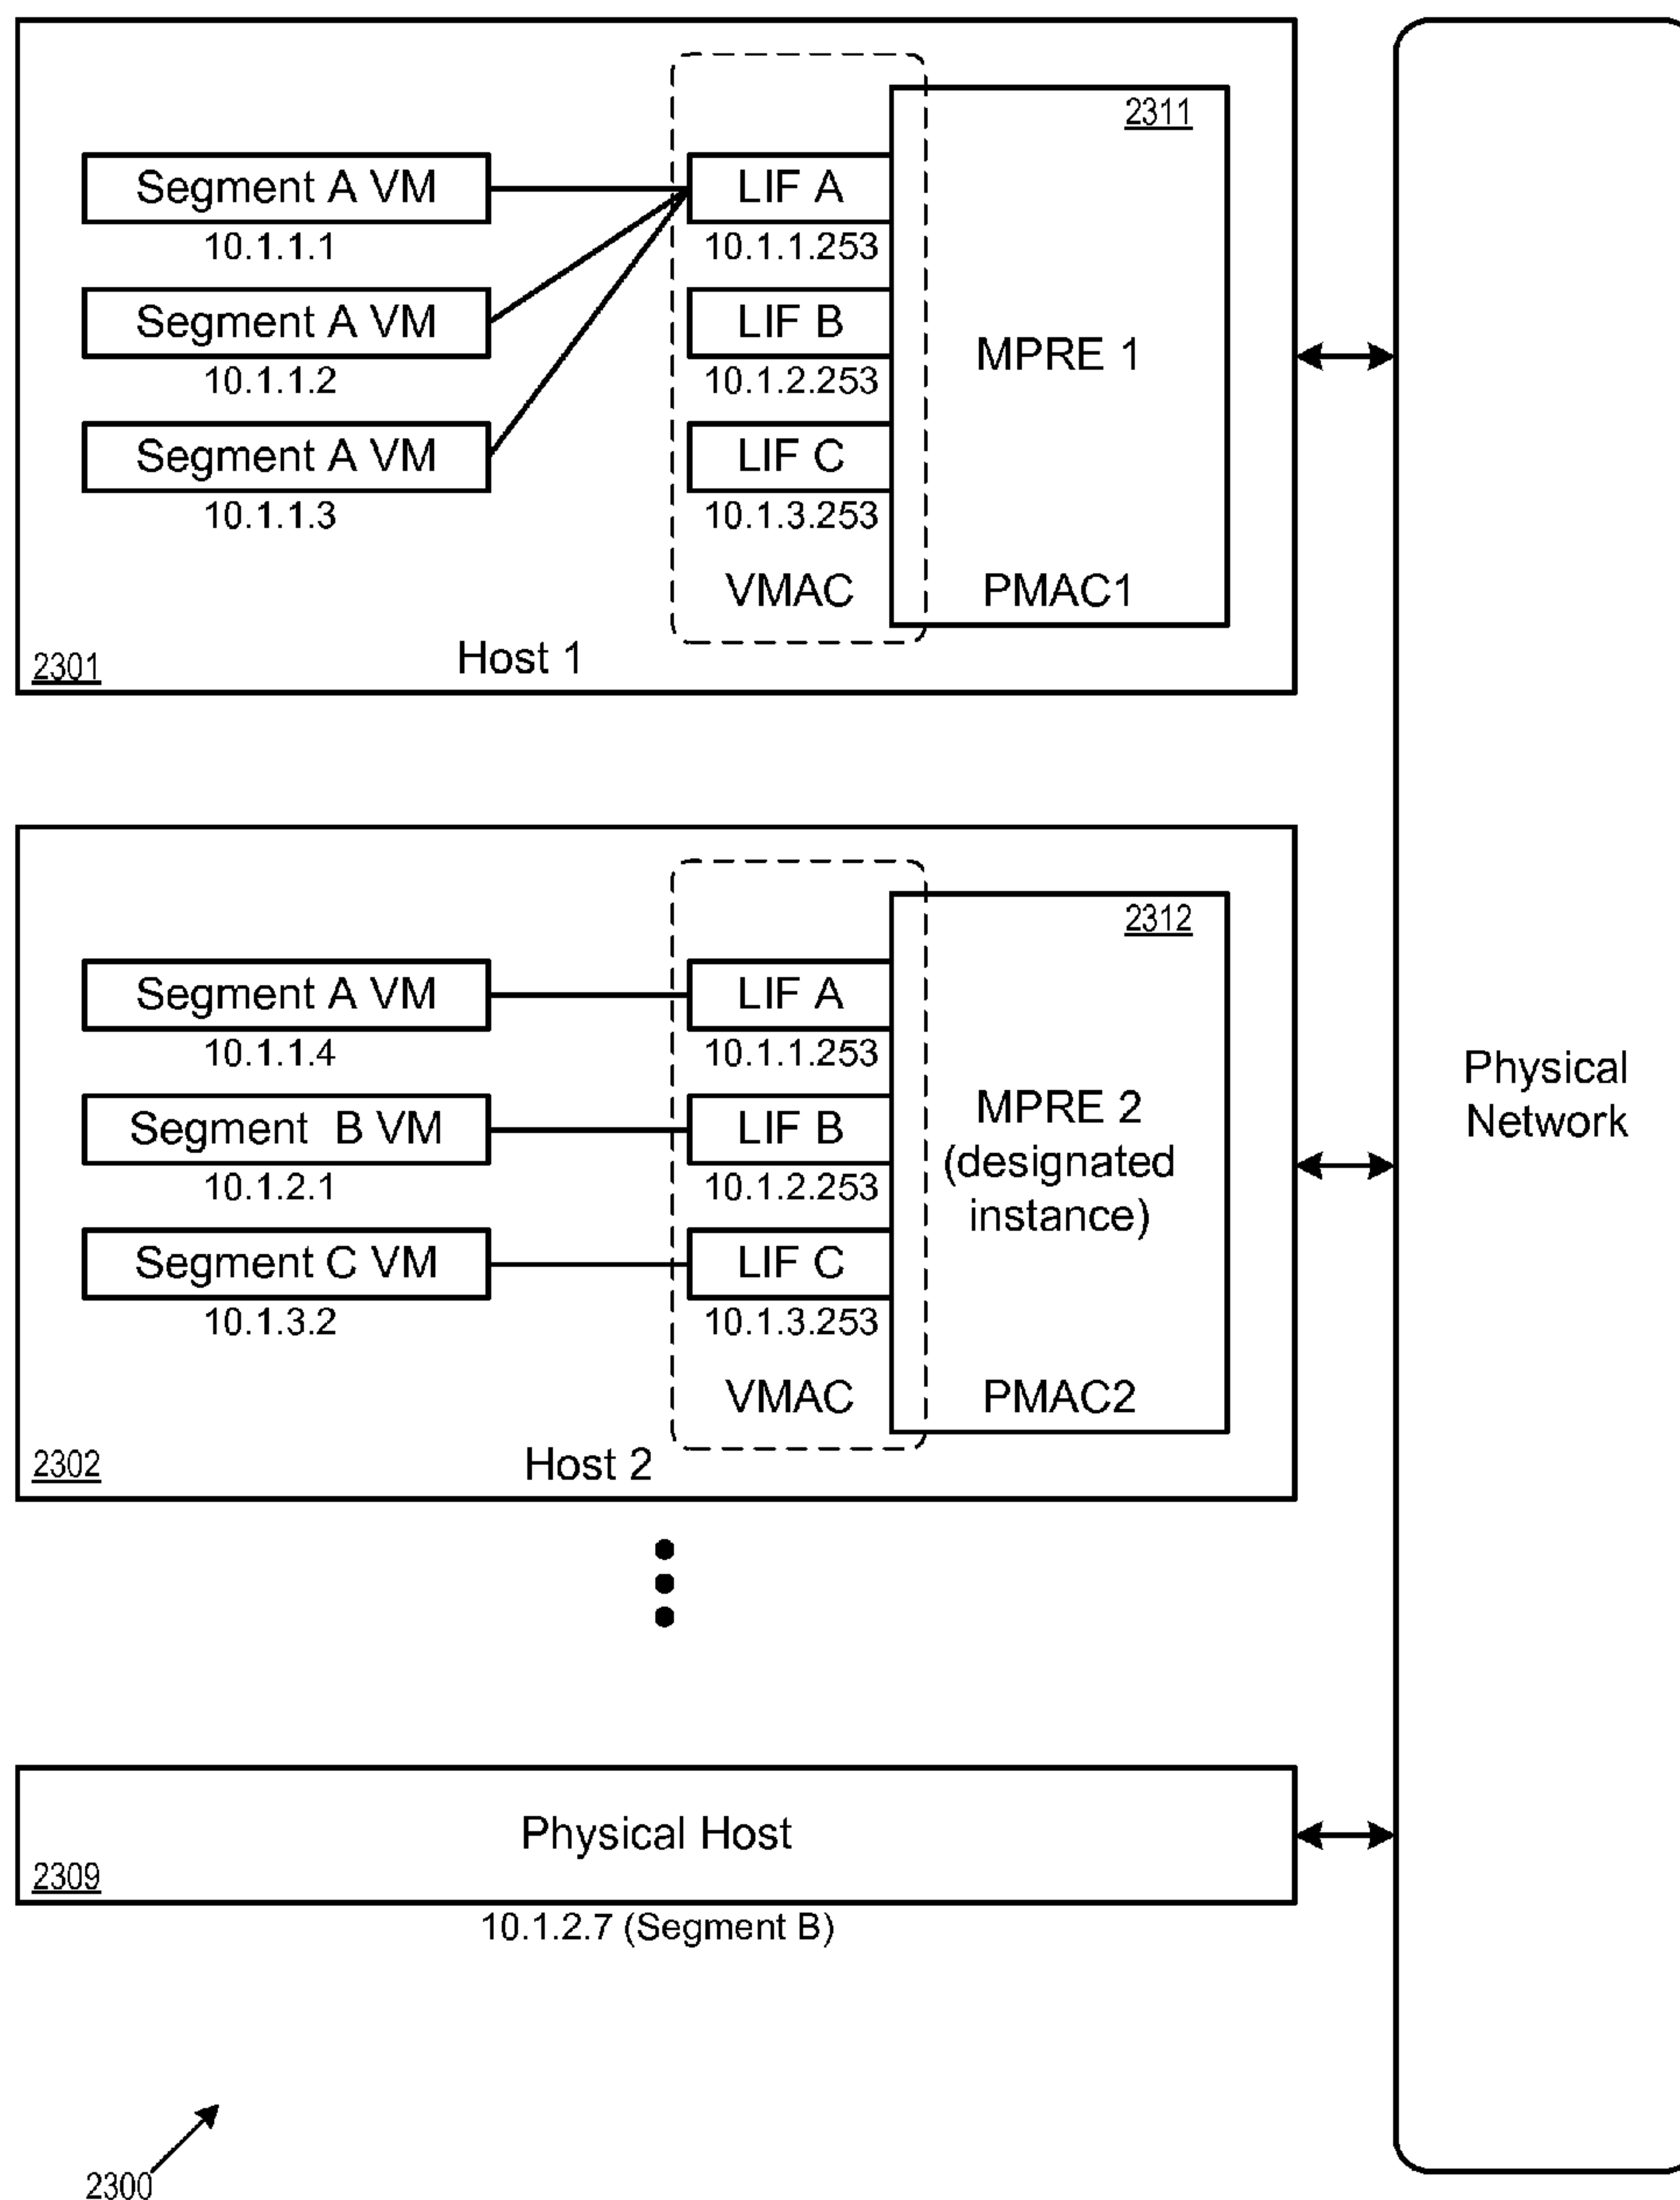 2311
Segment A VM
LIF A
10.1.1.1
10.1.1.253
Segment A VM
LIF B
MPRE 1
10.1.1.2
10.1.2.253
Segment A VM
LIF C
10.1.1.3
10.1.3.253
VMAC
PMAC1
2301
Host 1
2312
Segment A VM
LIF A
10.1.1.4
10.1.1.253
Segment B VM
LIF B
MPRE 2
(designated
instance)
10.1.2.1
10.1.2.253
Segment C VM
LIF C
10.1.3.2
10.1.3.253
VMAC
PMAC2
2302
Host 2
Physical
Network
Physical Host
2309
10.1.2.7 (Segment B)
2300